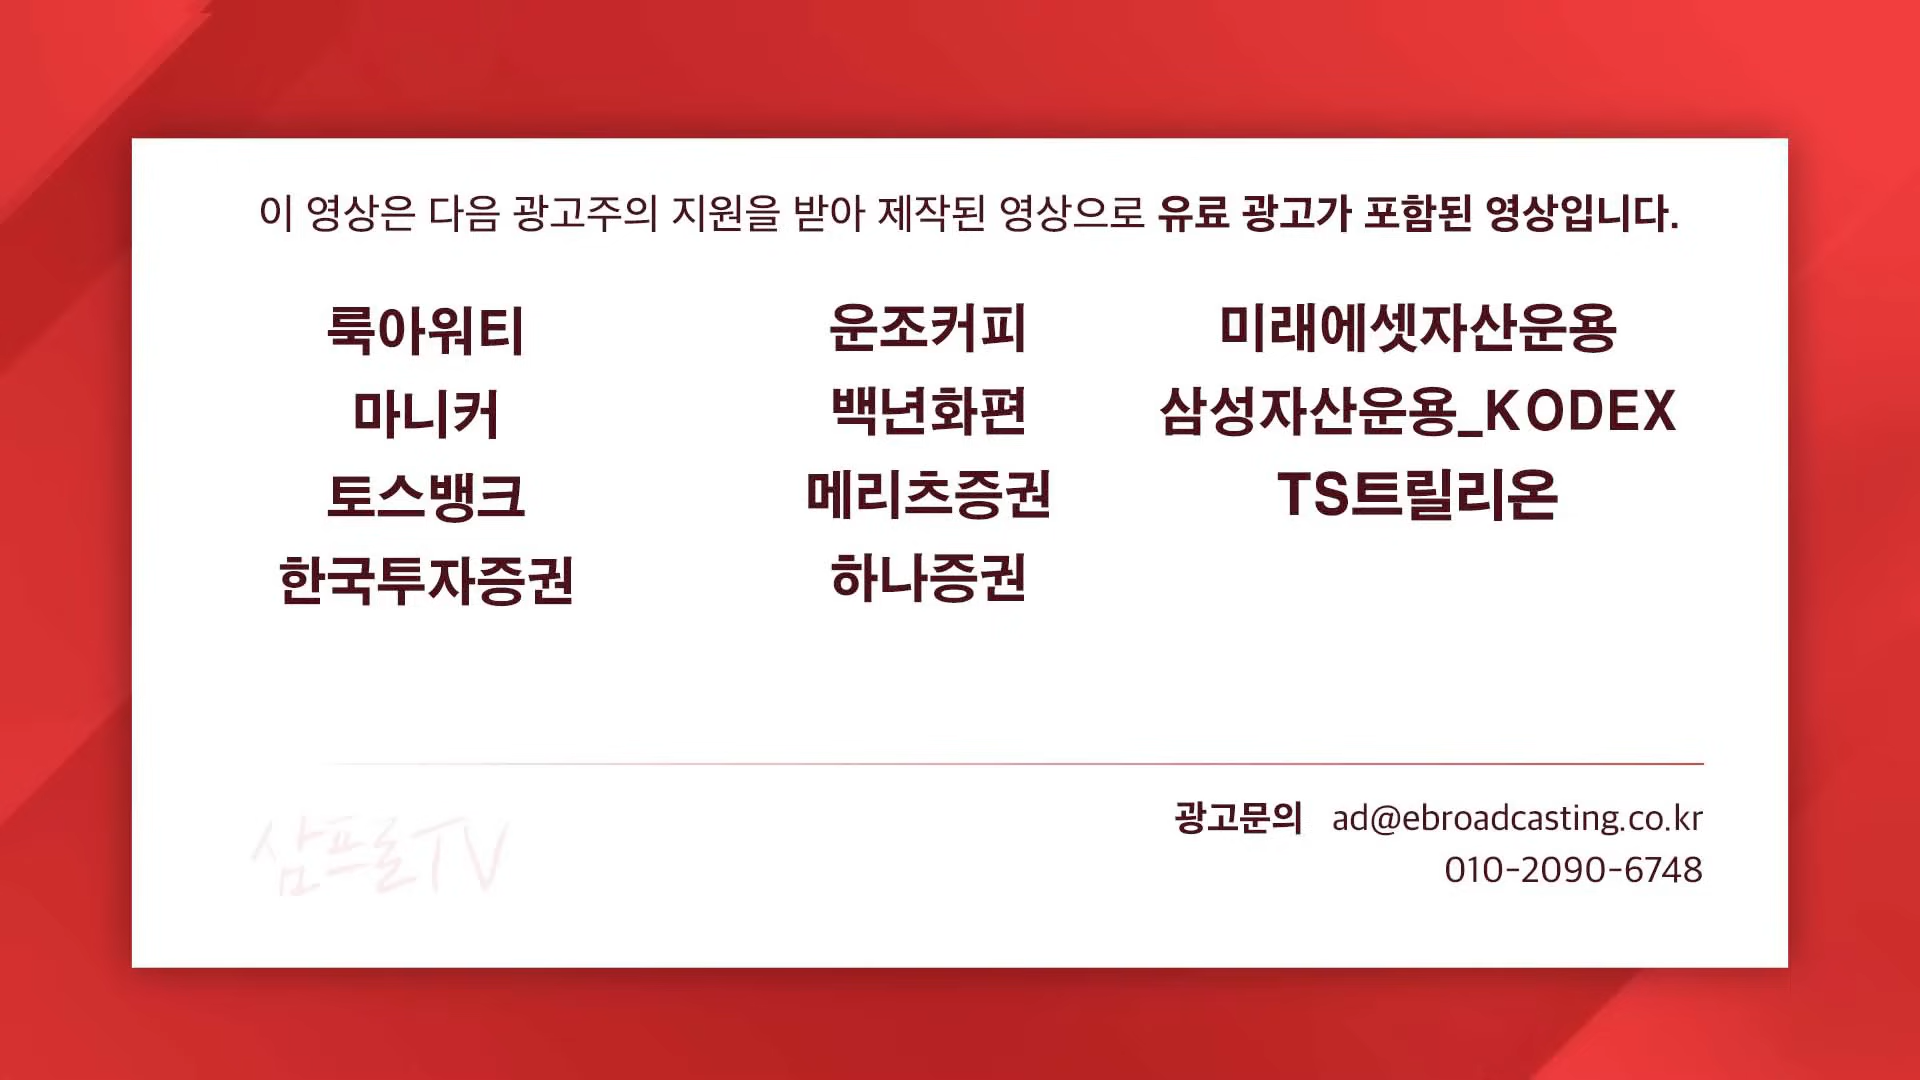 이 영상은 다음 광고주의 지원을 받아 제작된 영상으로 유료 광고가 포함된 영상입니다.
룩아워티
마니커
토스뱅크
한국투자증권
운조커피
백년화편
메리츠증권
하나증권
미래에셋자산운용
삼성자산운용_KODEX
TS트릴리온
삼프로TV
광고문의 ad@ebroadcasting.co.kr
010-2090-6748